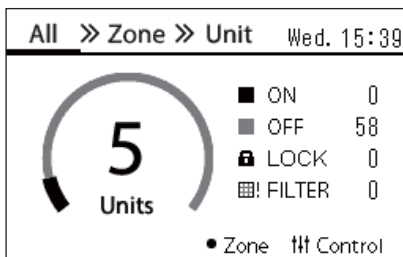 All » Zone » Unit Wed. 15:39
5
Units
ON 0
OFF 58
LOCK 0
! FILTER 0
● Zone Control